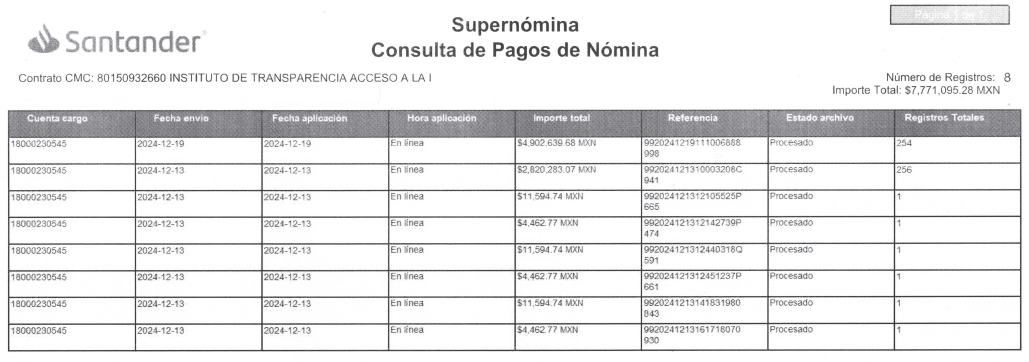 Página 1 de 1
Santander
Supernómina
Consulta de Pagos de Nómina
Contrato CMC: 80150932660 INSTITUTO DE TRANSPARENCIA ACCESO A LA I
Número de Registros: 8
Importe Total: $7,771,095.28 MXN
Cuenta cargo Fecha envio Fecha aplicación Hora aplicación Importe total Referencia Estado archivo Registros Totales
18000230545 2024-12-19 2024-12-19 En línea $4,902,639.68 MXN 9920241219111006888 Procesado 254
998
18000230545 2024-12-13 2024-12-13 En línea $2,820,283.07 MXN 992024121310003208C Procesado 256
941
18000230545 2024-12-13 2024-12-13 En línea $11,594.74 MXN 992024121312105525P Procesado 1
665
18000230545 2024-12-13 2024-12-13 En línea $4,462.77 MXN 992024121312142739P Procesado 1
474
18000230545 2024-12-13 2024-12-13 En línea $11,594.74 MXN 992024121312440318Q Procesado 1
591
18000230545 2024-12-13 2024-12-13 En línea $4,462.77 MXN 992024121312451237P Procesado 1
661
18000230545 2024-12-13 2024-12-13 En línea $11,594.74 MXN 9920241213141831980 Procesado 1
843
18000230545 2024-12-13 2024-12-13 En línea $4,462.77 MXN 9920241213161718070 Procesado 1
930